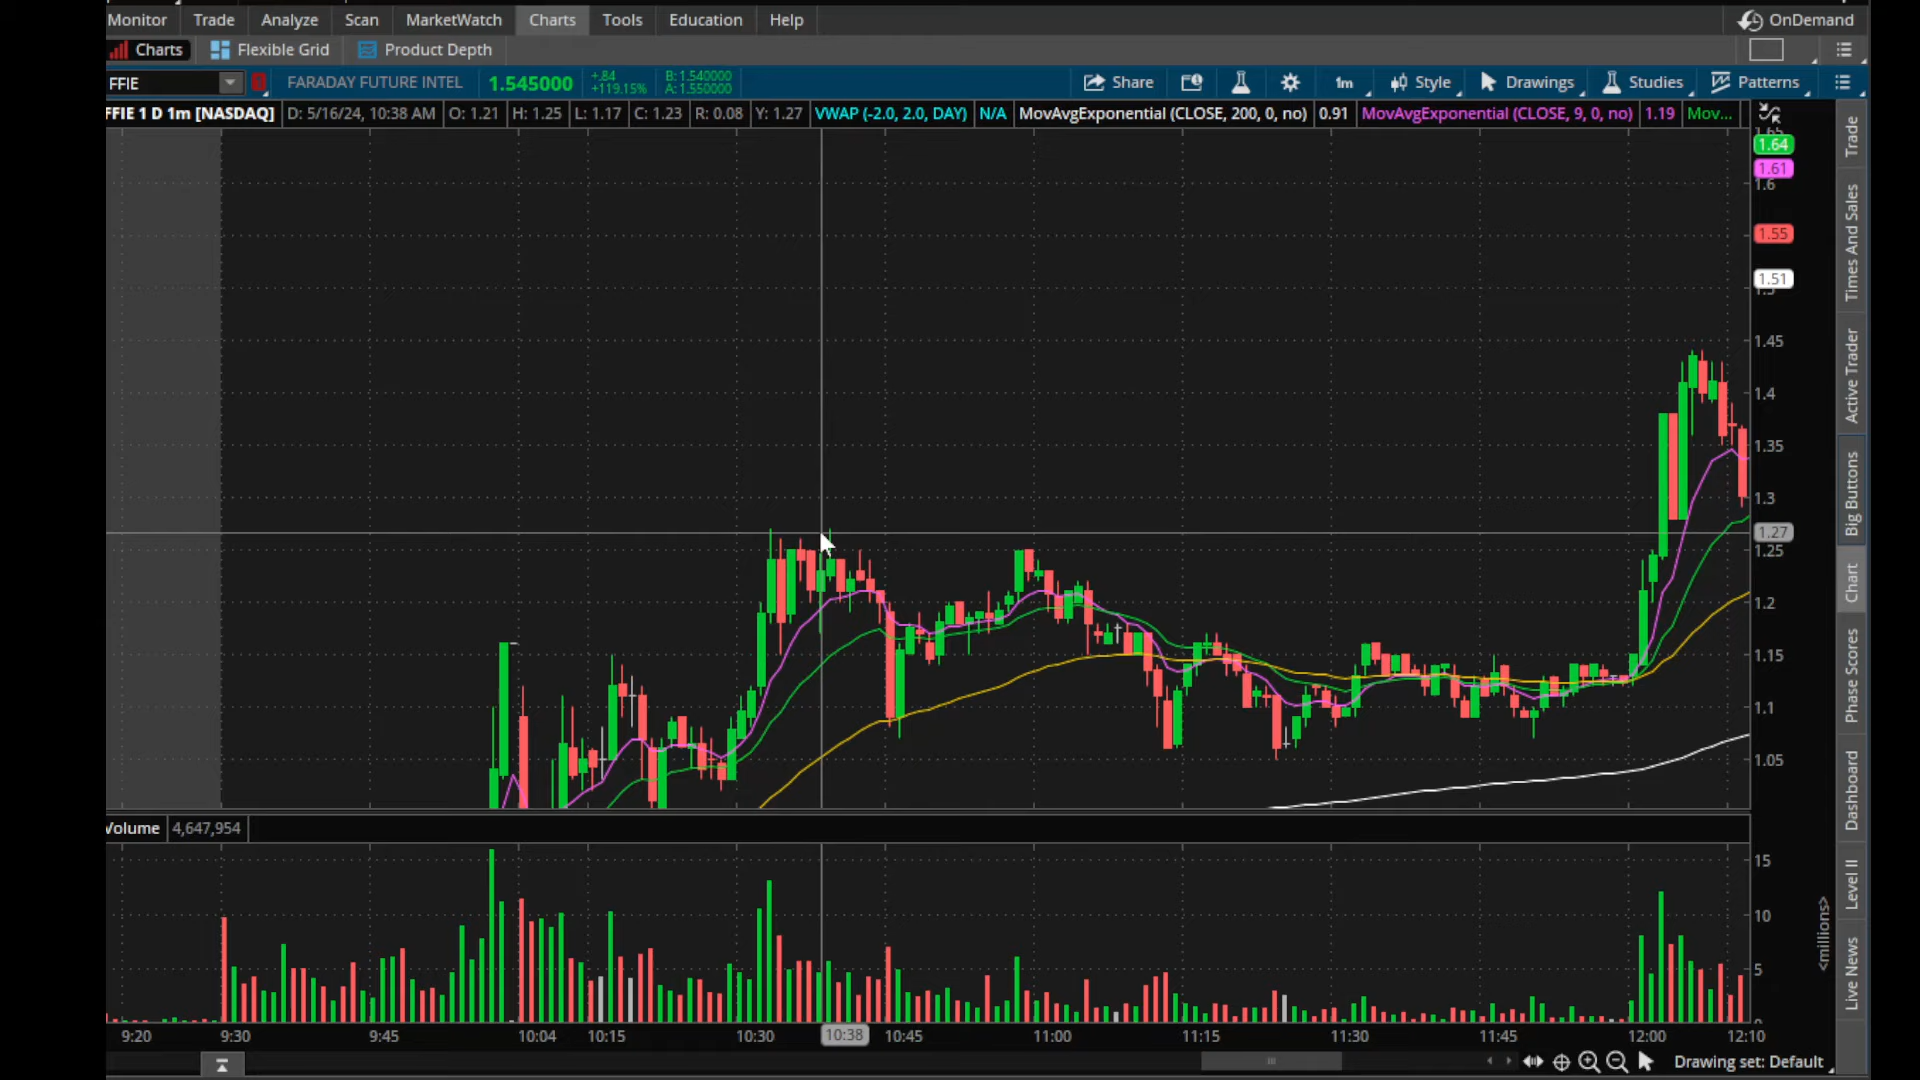 Monitor Trade Analyze Scan MarketWatch Charts Tools Education Help OnDemand
Charts Flexible Grid Product Depth
FFIE FARADAY FUTURE INTEL 1.545000 +.84 +119.15% B: 1.540000 A: 1.550000 Share 1m Style Drawings Studies Patterns
FFIE 1 D 1m [NASDAQ] D: 5/16/24, 10:38 AM O: 1.21 H: 1.25 L: 1.17 C: 1.23 R: 0.08 Y: 1.27 VWAP (-2.0, 2.0, DAY) N/A MovAvgExponential (CLOSE, 200, 0, no) 0.91 MovAvgExponential (CLOSE, 9, 0, no) 1.19 Mov...
1.65
1.64
1.61
1.6
1.55
1.51
1.45
1.4
1.35
1.3
1.27
1.25
1.2
1.15
1.1
1.05
Trade
Times And Sales
Active Trader
Big Buttons
Chart
Phase Scores
Dashboard
Level II
Live News
Volume 4,647,954
15
10
5
<millions>
9:20 9:30 9:45 10:04 10:15 10:30 10:38 10:45 11:00 11:15 11:30 11:45 12:00 12:10
Drawing set: Default